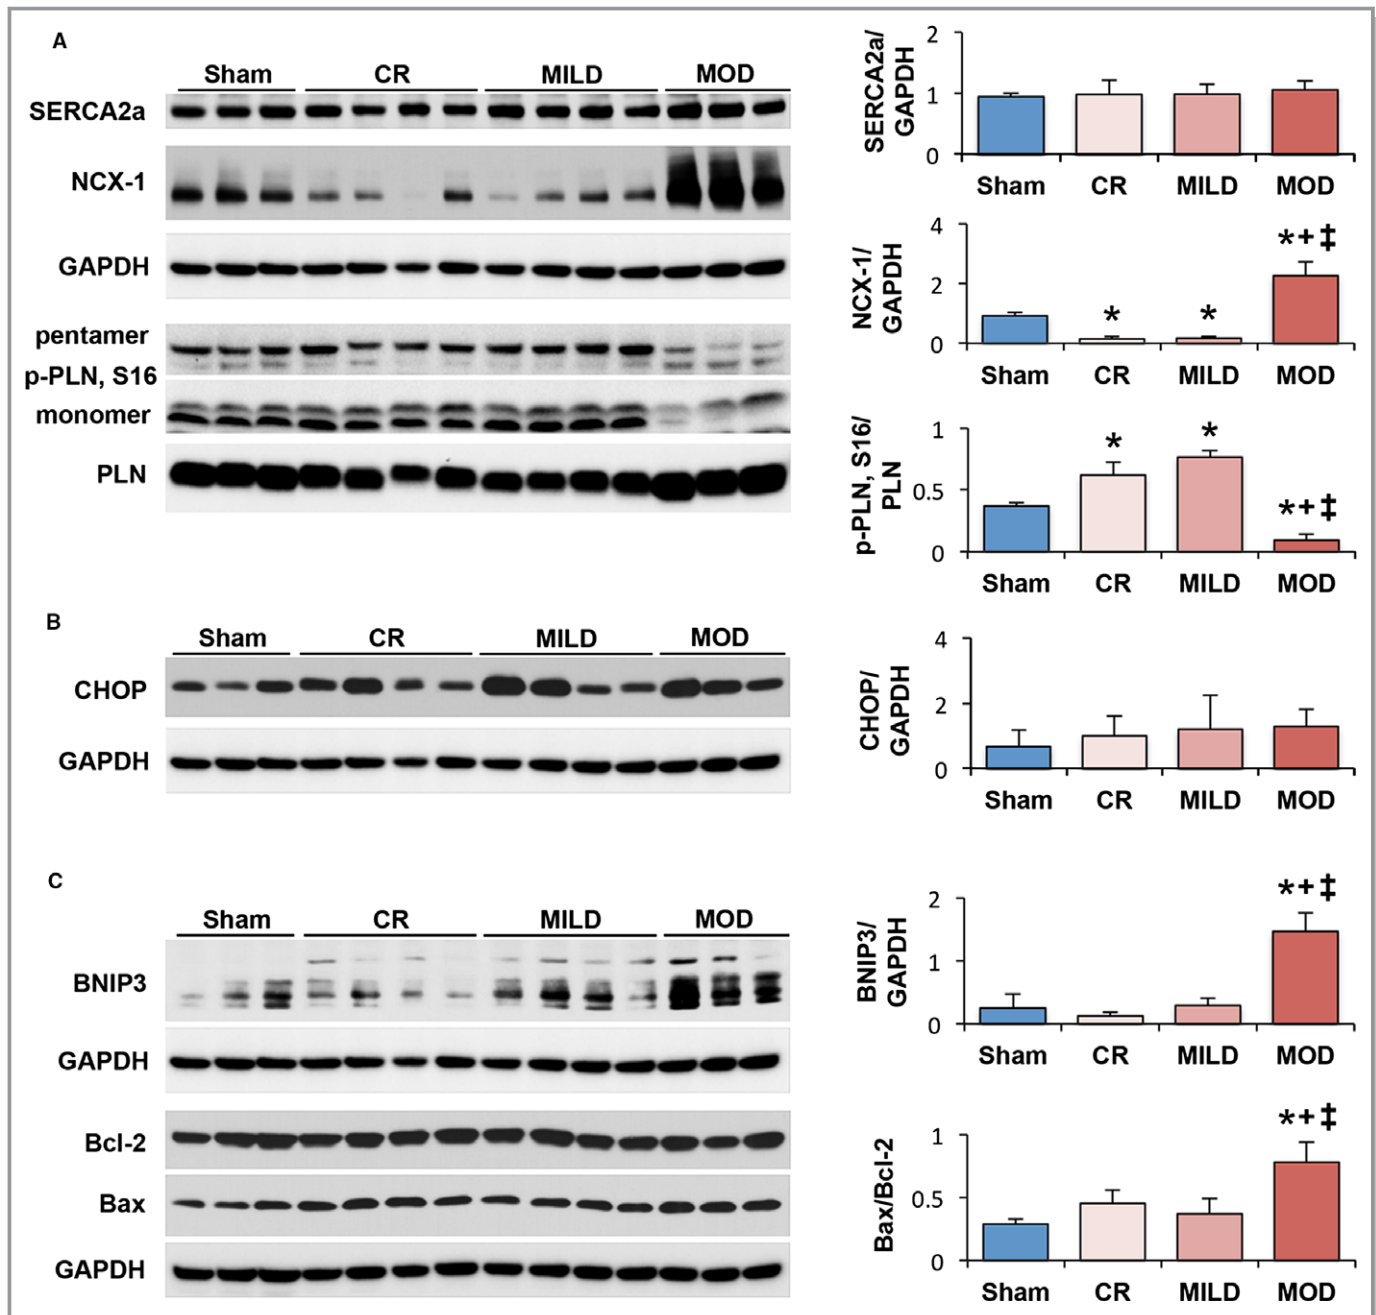 A
Sham CR MILD MOD
SERCA2a
NCX-1
GAPDH
pentamer
p-PLN, S16
monomer
PLN
SERCA2a/
GAPDH
2
1
0
Sham CR MILD MOD
NCX-1/
GAPDH
4
2
0
* * *+‡
Sham CR MILD MOD
p-PLN, S16/
PLN
1
0.5
0
* * *+‡
Sham CR MILD MOD
B
Sham CR MILD MOD
CHOP
GAPDH
CHOP/
GAPDH
4
2
0
Sham CR MILD MOD
C
Sham CR MILD MOD
BNIP3
GAPDH
Bcl-2
Bax
GAPDH
BNIP3/
GAPDH
2
1
0
*+‡
Sham CR MILD MOD
Bax/Bcl-2
1
0.5
0
*+‡
Sham CR MILD MOD